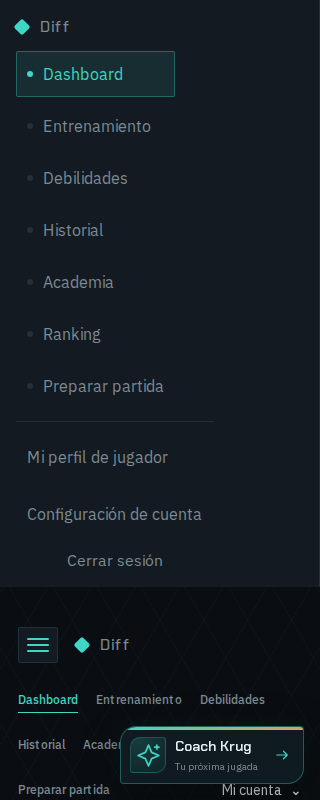 Diff
Dashboard
Entrenamiento
Debilidades
Historial
Academia
Ranking
Preparar partida
Mi perfil de jugador
Configuración de cuenta
Cerrar sesión
Diff
Dashboard Entrenamiento Debilidades
Historial
Coach Krug
Tu próxima jugada
Preparar partida Mi cuenta